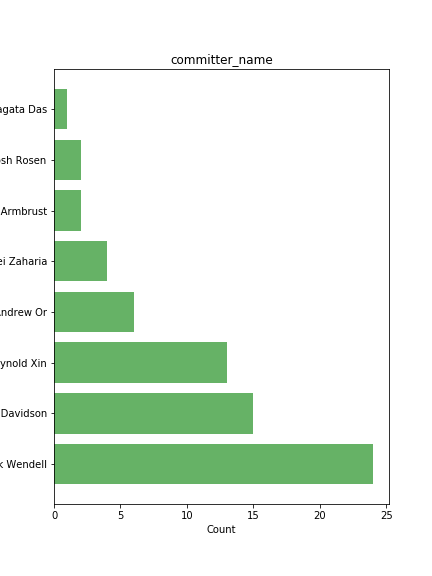 committer_name
agata Das
sh Rosen
Armbrust
ei Zaharia
Andrew Or
ynold Xin
Davidson
k Wendell
0 5 10 15 20 25
Count